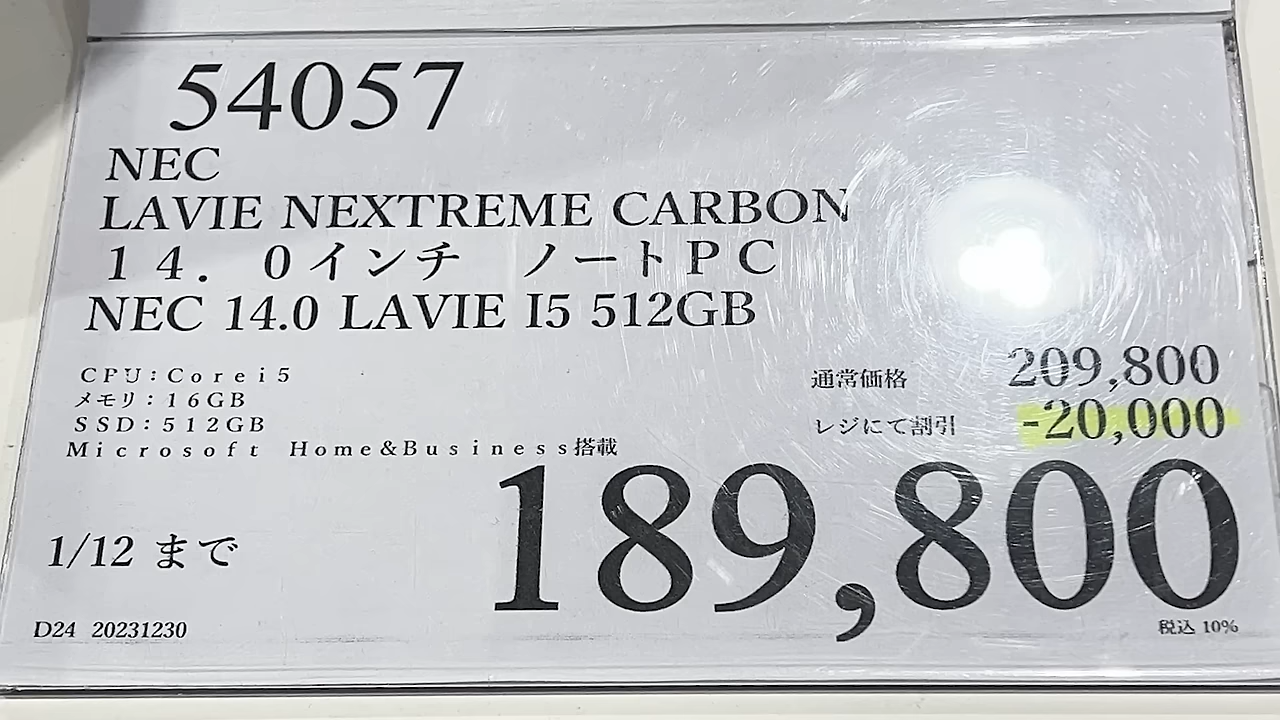 54057
NEC
LAVIE NEXTREME CARBON
１４．０インチ　ノートＰＣ
NEC 14.0 LAVIE I5 512GB
ＣＰＵ：Ｃｏｒｅｉ５
メモリ：１６GB
ＳＳＤ：５１２GB
Ｍｉｃｒｏｓｏｆｔ　Ｈｏｍｅ＆Ｂｕｓｉｎｅｓｓ搭載
通常価格 209,800
レジにて割引 -20,000
189,800
1/12 まで
D24 20231230
税込 10%